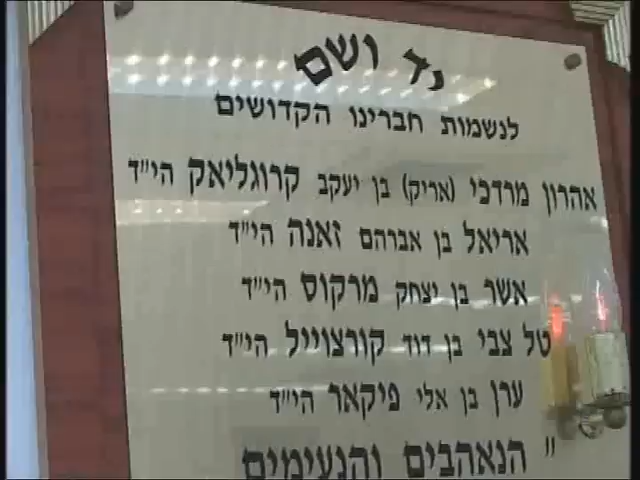 יד ושם
לנשמות חברינו הקדושים
אהרון מרדכי (אריק) בן יעקב קרוגליאק הי"ד
אריאל בן אברהם זאנה הי"ד
אשר בן יצחק מרקוס הי"ד
טל צבי בן דוד קורצוייל הי"ד
ערן בן אלי פיקאר הי"ד
" הנאהבים והנעימים